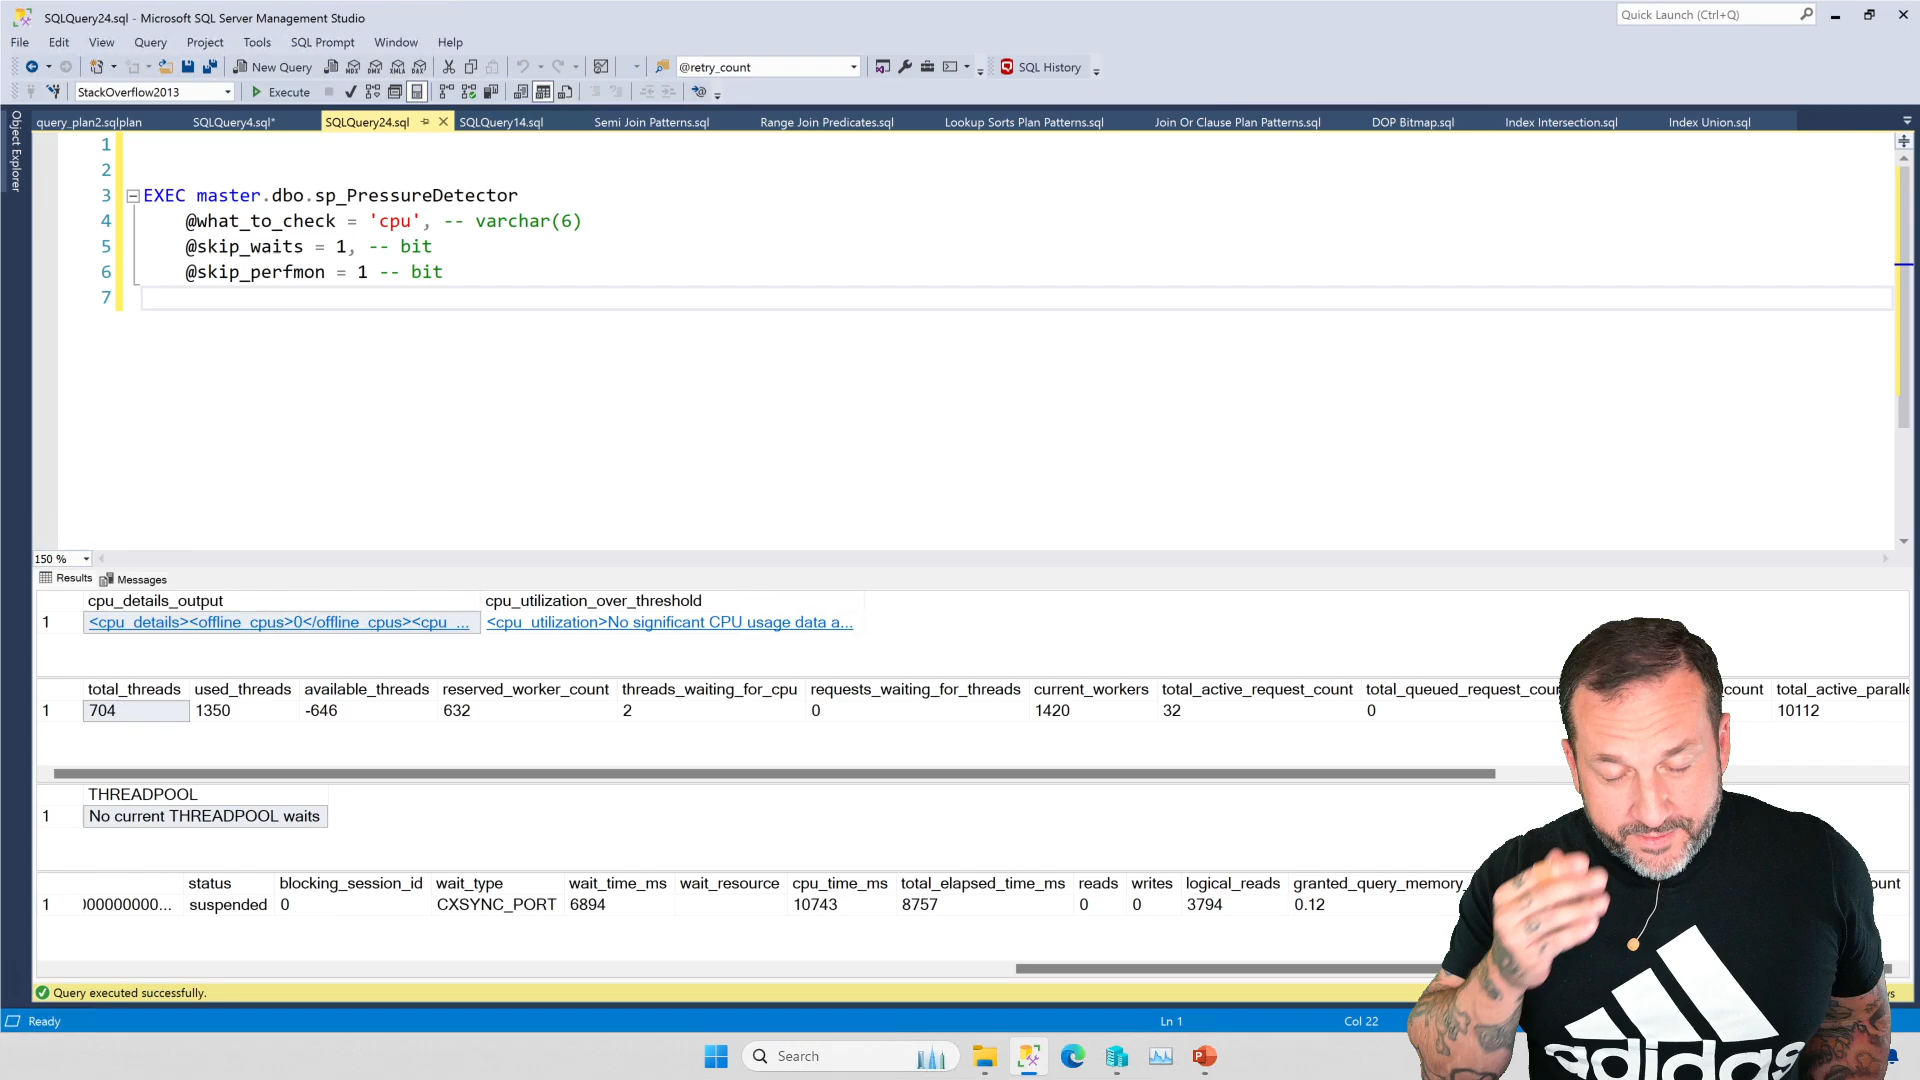 SQLQuery24.sql - Microsoft SQL Server Management Studio
Quick Launch (Ctrl+Q)
File Edit View Query Project Tools SQL Prompt Window Help
New Query @retry_count SQL History
StackOverflow2013 Execute
Object Explorer
query_plan2.sqlplan SQLQuery4.sql* SQLQuery24.sql SQLQuery14.sql Semi Join Patterns.sql Range Join Predicates.sql Lookup Sorts Plan Patterns.sql Join Or Clause Plan Patterns.sql DOP Bitmap.sql Index Intersection.sql Index Union.sql
1
2
3 EXEC master.dbo.sp_PressureDetector
4 @what_to_check = 'cpu', -- varchar(6)
5 @skip_waits = 1, -- bit
6 @skip_perfmon = 1 -- bit
7
150 %
Results Messages
cpu_details_output cpu_utilization_over_threshold
1 <cpu_details><offline_cpus>0</offline_cpus><cpu_... <cpu_utilization>No significant CPU usage data a...
total_threads used_threads available_threads reserved_worker_count threads_waiting_for_cpu requests_waiting_for_threads current_workers total_active_request_count total_queued_request_cou count total_active_paralle
1 704 1350 -646 632 2 0 1420 32 0 10112
THREADPOOL
1 No current THREADPOOL waits
status blocking_session_id wait_type wait_time_ms wait_resource cpu_time_ms total_elapsed_time_ms reads writes logical_reads granted_query_memory_ ount
1 )00000000... suspended 0 CXSYNC_PORT 6894 10743 8757 0 0 3794 0.12
Query executed successfully.
Ready Ln 1 Col 22
Search
adidas